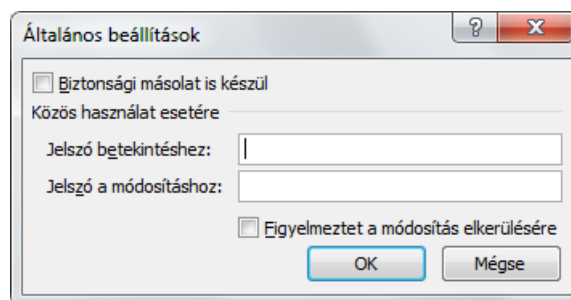 Általános beállítások
Biztonsági másolat is készül
Közös használat esetére
Jelszó betekintéshez:
Jelszó a módosításhoz:
Figyelmeztet a módosítás elkerülésére
OK Mégse